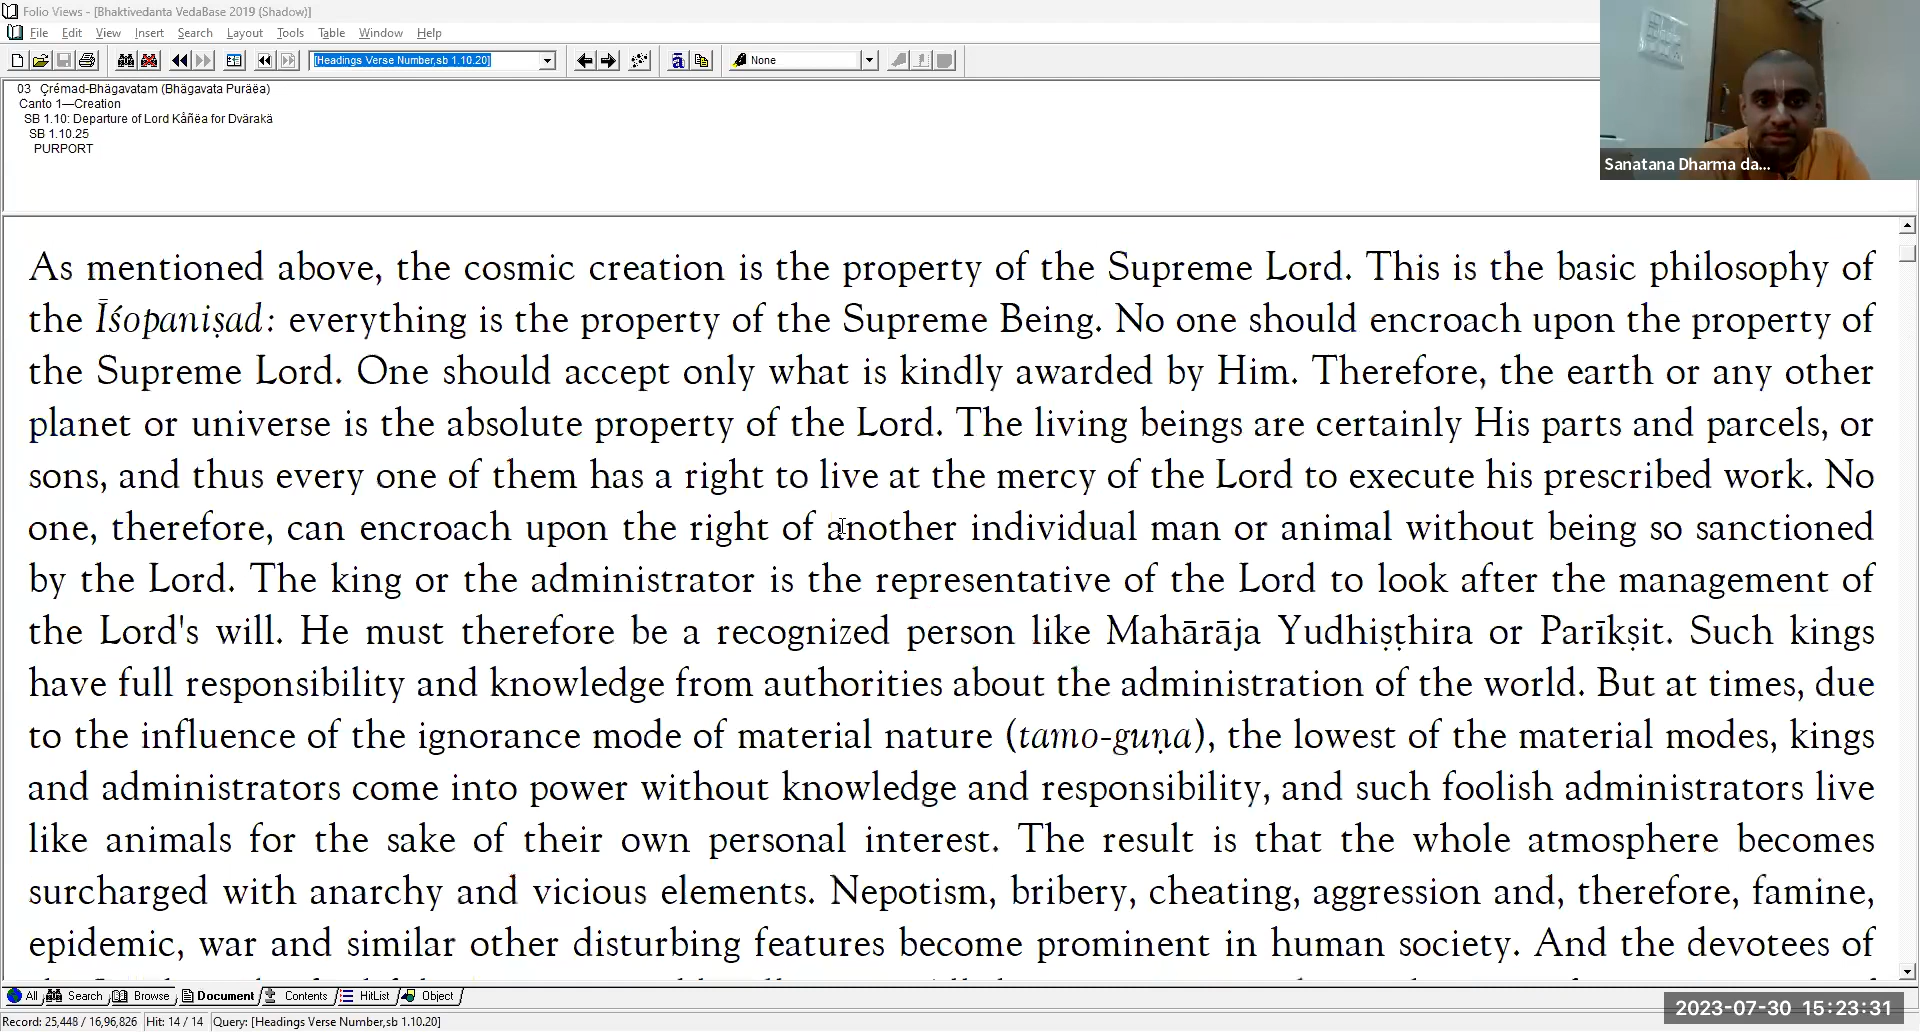 Folio Views - [Bhaktivedanta VedaBase 2019 (Shadow)]
File Edit View Insert Search Layout Tools Table Window Help
[Headings Verse Number,sb 1.10.20]
None
03 Çrémad-Bhägavatam (Bhägavata Puräëa)
Canto 1—Creation
SB 1.10: Departure of Lord Kåñëa for Dvärakä
SB 1.10.25
PURPORT
Sanatana Dharma da...
As mentioned above, the cosmic creation is the property of the Supreme Lord. This is the basic philosophy of
the Īśopaniṣad: everything is the property of the Supreme Being. No one should encroach upon the property of
the Supreme Lord. One should accept only what is kindly awarded by Him. Therefore, the earth or any other
planet or universe is the absolute property of the Lord. The living beings are certainly His parts and parcels, or
sons, and thus every one of them has a right to live at the mercy of the Lord to execute his prescribed work. No
one, therefore, can encroach upon the right of another individual man or animal without being so sanctioned
by the Lord. The king or the administrator is the representative of the Lord to look after the management of
the Lord's will. He must therefore be a recognized person like Mahārāja Yudhiṣṭhira or Parīkṣit. Such kings
have full responsibility and knowledge from authorities about the administration of the world. But at times, due
to the influence of the ignorance mode of material nature (tamo-guṇa), the lowest of the material modes, kings
and administrators come into power without knowledge and responsibility, and such foolish administrators live
like animals for the sake of their own personal interest. The result is that the whole atmosphere becomes
surcharged with anarchy and vicious elements. Nepotism, bribery, cheating, aggression and, therefore, famine,
epidemic, war and similar other disturbing features become prominent in human society. And the devotees of
All Search Browse Document Contents HitList Object
2023-07-30 15:23:31
Record: 25,448 / 16,96,826 Hit: 14 / 14 Query: [Headings Verse Number,sb 1.10.20]